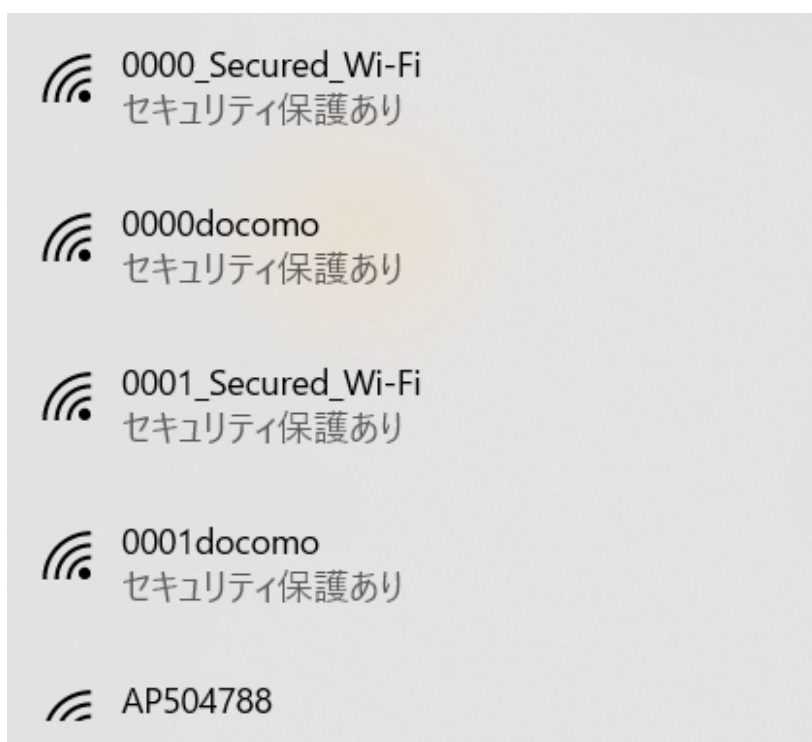 0000_Secured_Wi-Fi
セキュリティ保護あり
0000docomo
セキュリティ保護あり
0001_Secured_Wi-Fi
セキュリティ保護あり
0001docomo
セキュリティ保護あり
AP504788